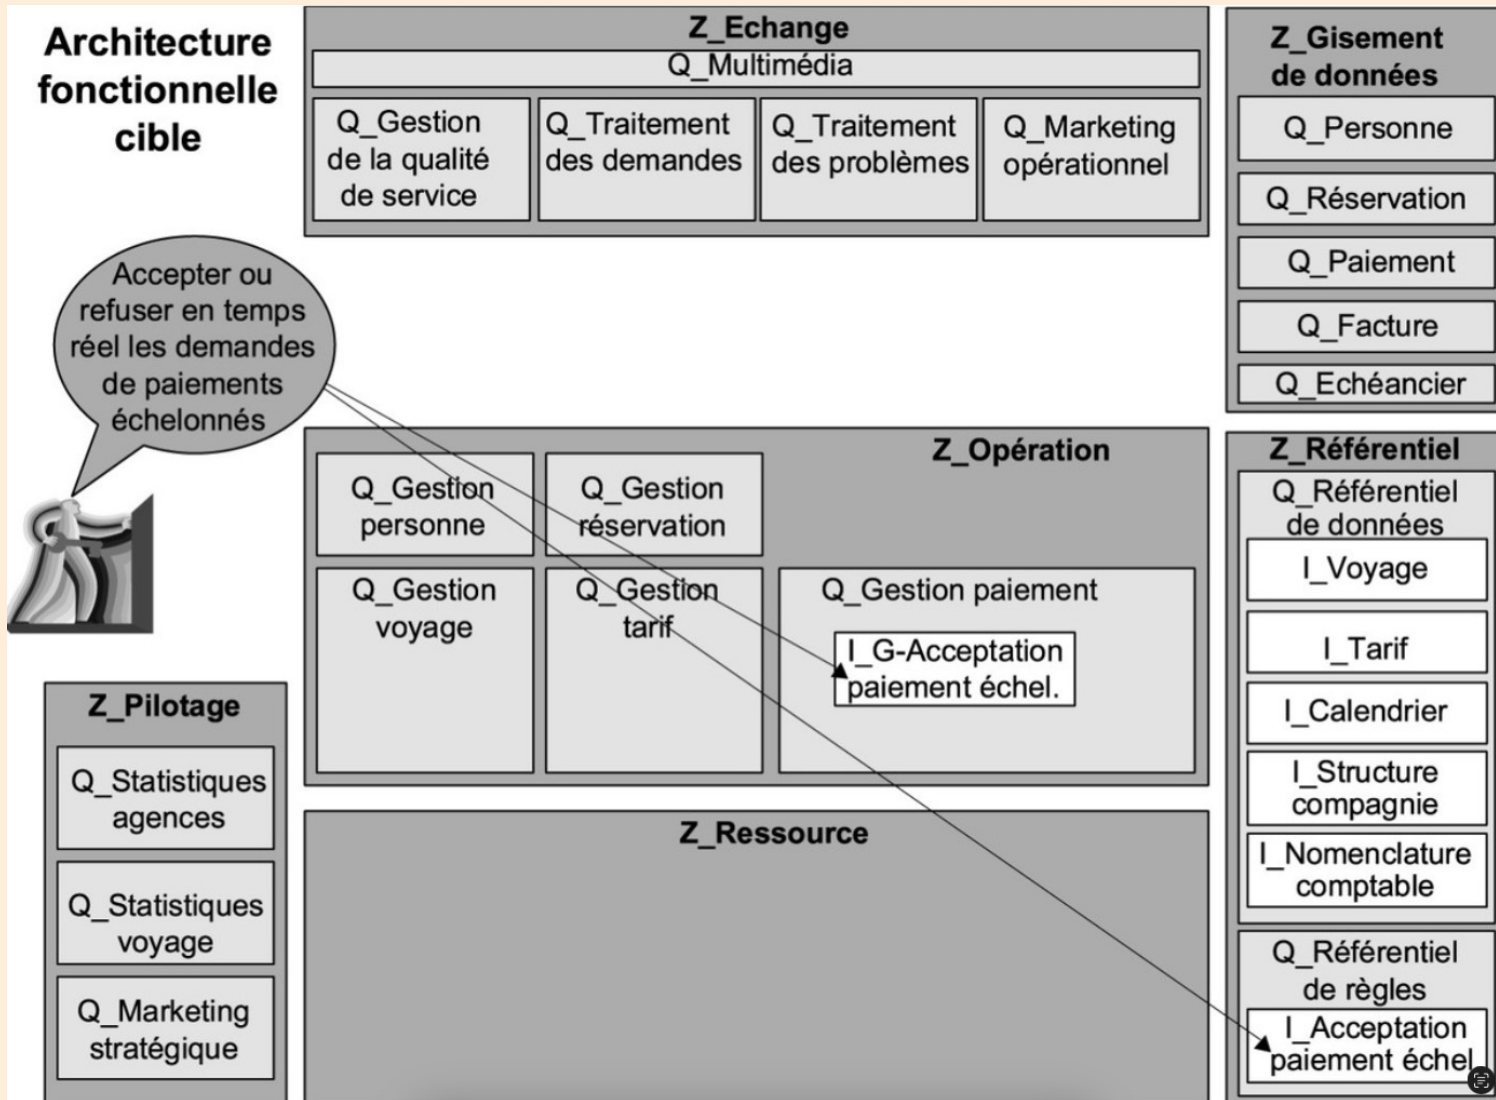 Architecture
fonctionnelle
cible
Z_Echange
Q_Multimédia
Q_Gestion
de la qualité
de service
Q_Traitement
des demandes
Q_Traitement
des problèmes
Q_Marketing
opérationnel
Z_Gisement
de données
Q_Personne
Q_Réservation
Q_Paiement
Q_Facture
Q_Echéancier
Accepter ou
refuser en temps
réel les demandes
de paiements
échelonnés
Z_Opération
Q_Gestion
personne
Q_Gestion
réservation
Q_Gestion
voyage
Q_Gestion
tarif
Q_Gestion paiement
I_G-Acceptation
paiement échel.
Z_Référentiel
Q_Référentiel
de données
I_Voyage
I_Tarif
I_Calendrier
I_Structure
compagnie
I_Nomenclature
comptable
Q_Référentiel
de règles
I_Acceptation
paiement échel
Z_Pilotage
Q_Statistiques
agences
Q_Statistiques
voyage
Q_Marketing
stratégique
Z_Ressource